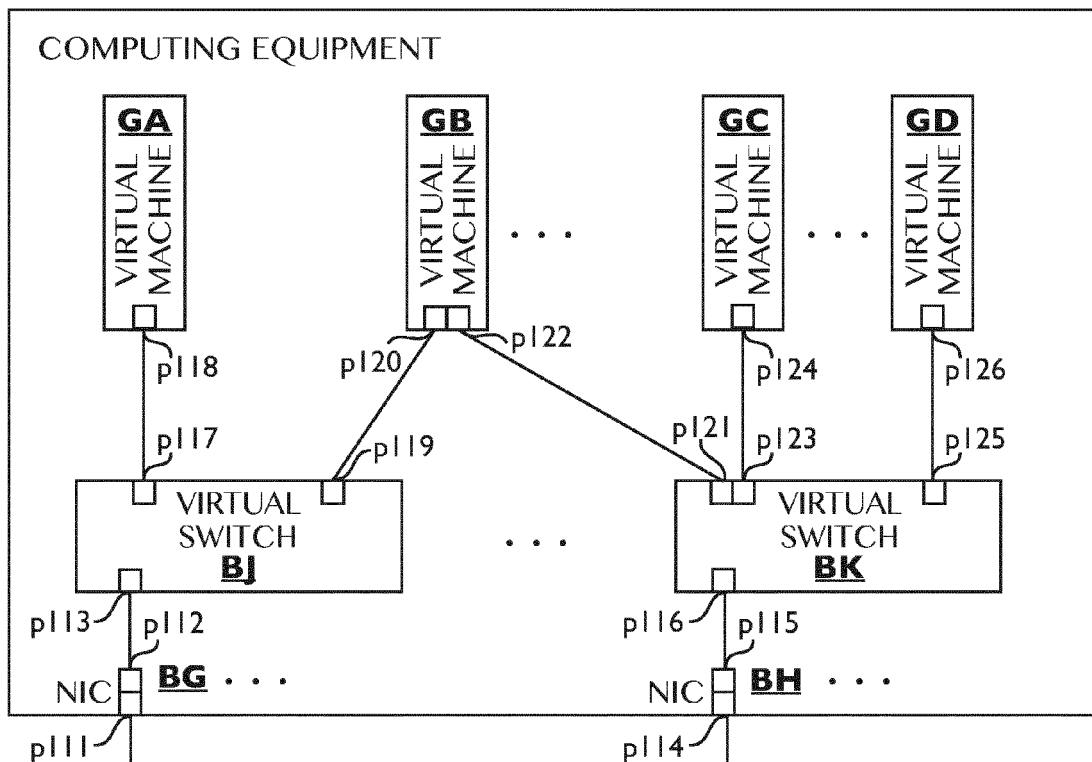 COMPUTING EQUIPMENT
GA
VIRTUAL
MACHINE
GB
VIRTUAL
MACHINE
. . .
GC
VIRTUAL
MACHINE
. . .
GD
VIRTUAL
MACHINE
p118
p120
p122
p124
p126
p117
p119
p121
p123
p125
VIRTUAL
SWITCH
BJ
. . .
VIRTUAL
SWITCH
BK
p113
p112
p116
p115
NIC
BG . . .
NIC
BH . . .
p111
p114